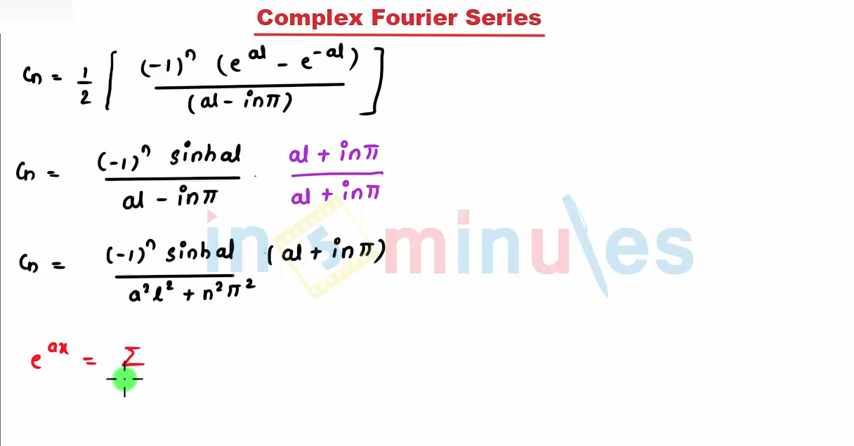 Complex Fourier Series
Cn = 1/2 [ (-1)^n (e^al - e^-al) / (al - inπ) ]
Cn = (-1)^n sinhal / al - inπ . al + inπ / al + inπ
in 5 minutes
Cn = (-1)^n sinhal (al + inπ) / a²l² + n²π²
e^ax = Σ